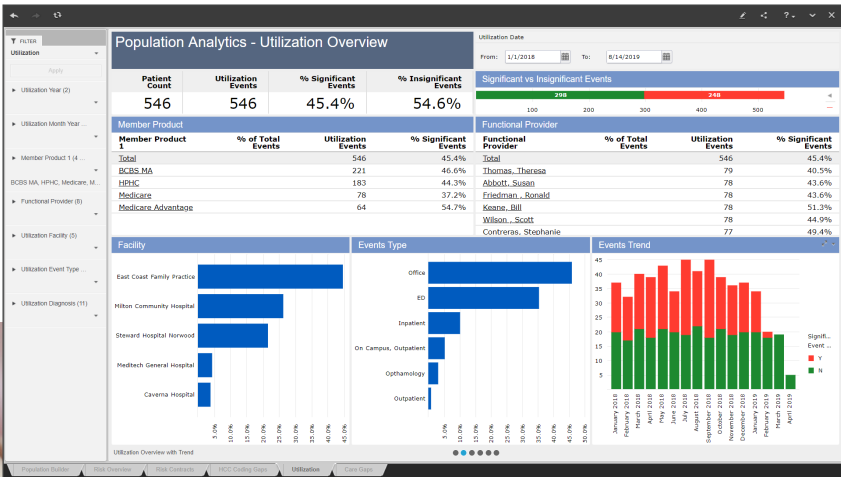 FILTER
Utilization
Apply
Utilization Year (2)
Utilization Month Year ...
Member Product 1 (4 ...
BCBS MA, HPHC, Medicare, M...
Functional Provider (8)
Utilization Facility (5)
Utilization Event Type ...
Utilization Diagnosis (11)
Population Analytics - Utilization Overview
Utilization Date
From: 1/1/2018 To: 8/14/2019
Patient Count Utilization Events % Significant Events % Insignificant Events
546 546 45.4% 54.6%
Significant vs Insignificant Events
298 248
100 200 300 400 500
Member Product
Member Product 1 % of Total Events Utilization Events % Significant Events
Total 546 45.4%
BCBS MA 221 46.6%
HPHC 183 44.3%
Medicare 78 37.2%
Medicare Advantage 64 54.7%
Functional Provider
Functional Provider % of Total Events Utilization Events % Significant Events
Total 546 45.4%
Thomas, Theresa 79 40.5%
Abbott, Susan 78 43.6%
Friedman , Ronald 78 43.6%
Keane, Bill 78 51.3%
Wilson , Scott 78 44.9%
Contreras, Stephanie 77 49.4%
Facility
East Coast Family Practice
Milton Community Hospital
Steward Hospital Norwood
Meditech General Hospital
Caverna Hospital
5.0% 10.0% 15.0% 20.0% 25.0% 30.0% 35.0% 40.0% 45.0%
Events Type
Office
ED
Inpatient
On Campus, Outpatient
Opthamology
Outpatient
5.0% 10.0% 15.0% 20.0% 25.0% 30.0% 35.0% 40.0% 45.0% 50.0%
Events Trend
45
40
35
30
25
20
15
10
5
January 2018
February 2018
March 2018
April 2018
May 2018
June 2018
July 2018
August 2018
September 2018
October 2018
November 2018
December 2018
January 2019
February 2019
March 2019
April 2019
Signifi...
Event ...
Y
N
Utilization Overview with Trend
Population Builder Risk Overview Risk Contracts HCC Coding Gaps Utilization Care Gaps